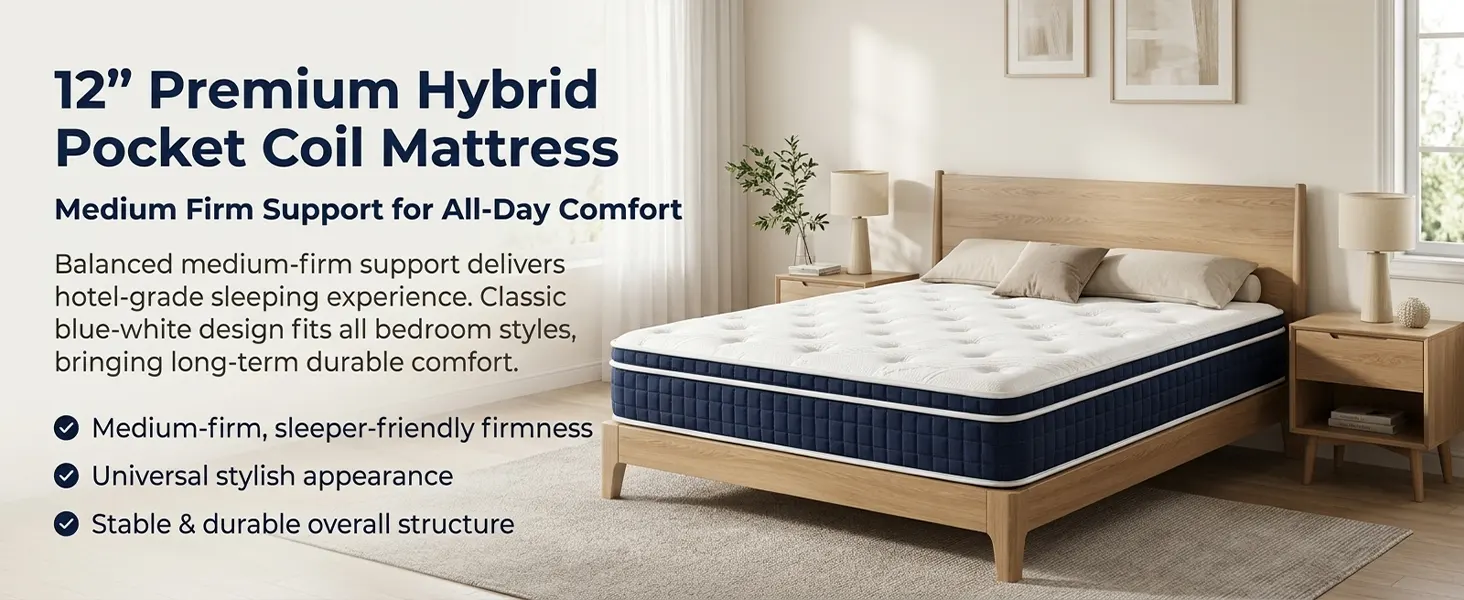 12” Premium Hybrid
Pocket Coil Mattress
Medium Firm Support for All-Day Comfort
Balanced medium-firm support delivers
hotel-grade sleeping experience. Classic
blue-white design fits all bedroom styles,
bringing long-term durable comfort.
Medium-firm, sleeper-friendly firmness
Universal stylish appearance
Stable & durable overall structure